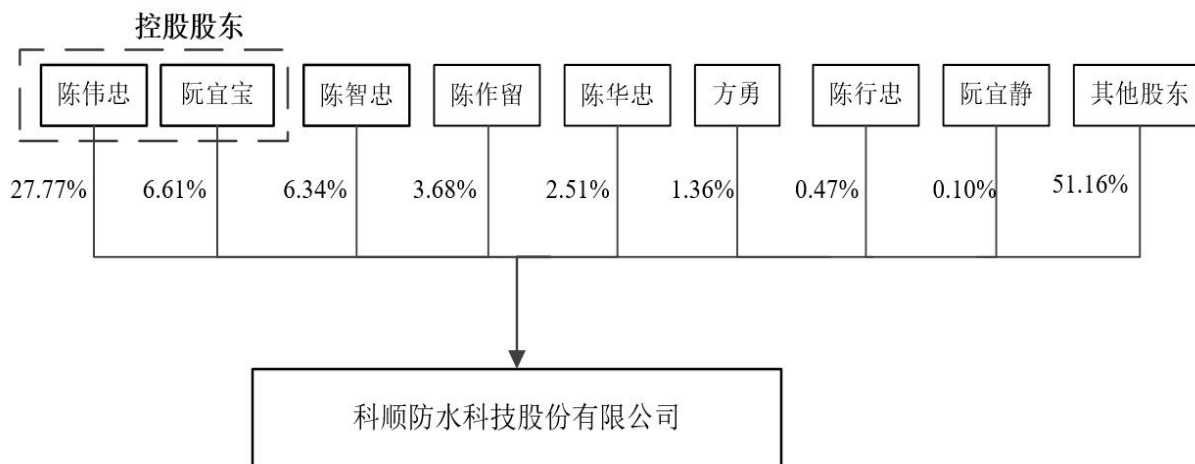 控股股东
陈伟忠 阮宜宝 陈智忠 陈作留 陈华忠 方勇 陈行忠 阮宜静 其他股东
27.77% 6.61% 6.34% 3.68% 2.51% 1.36% 0.47% 0.10% 51.16%
科顺防水科技股份有限公司